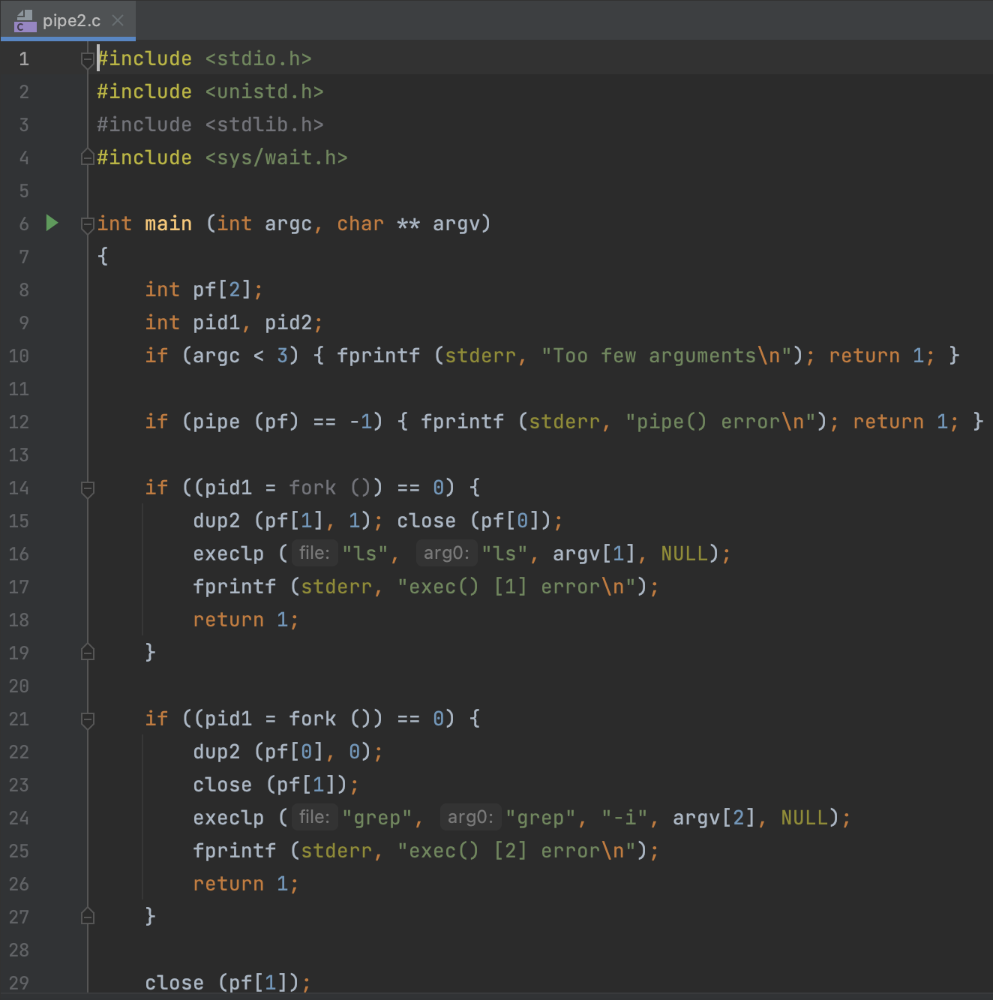 pipe2.c
1 #include <stdio.h>
2 #include <unistd.h>
3 #include <stdlib.h>
4 #include <sys/wait.h>
5
6 int main (int argc, char ** argv)
7 {
8 int pf[2];
9 int pid1, pid2;
10 if (argc < 3) { fprintf (stderr, "Too few arguments\n"); return 1; }
11
12 if (pipe (pf) == -1) { fprintf (stderr, "pipe() error\n"); return 1; }
13
14 if ((pid1 = fork ()) == 0) {
15 dup2 (pf[1], 1); close (pf[0]);
16 execlp ( file: "ls", arg0: "ls", argv[1], NULL);
17 fprintf (stderr, "exec() [1] error\n");
18 return 1;
19 }
20
21 if ((pid1 = fork ()) == 0) {
22 dup2 (pf[0], 0);
23 close (pf[1]);
24 execlp ( file: "grep", arg0: "grep", "-i", argv[2], NULL);
25 fprintf (stderr, "exec() [2] error\n");
26 return 1;
27 }
28
29 close (pf[1]);